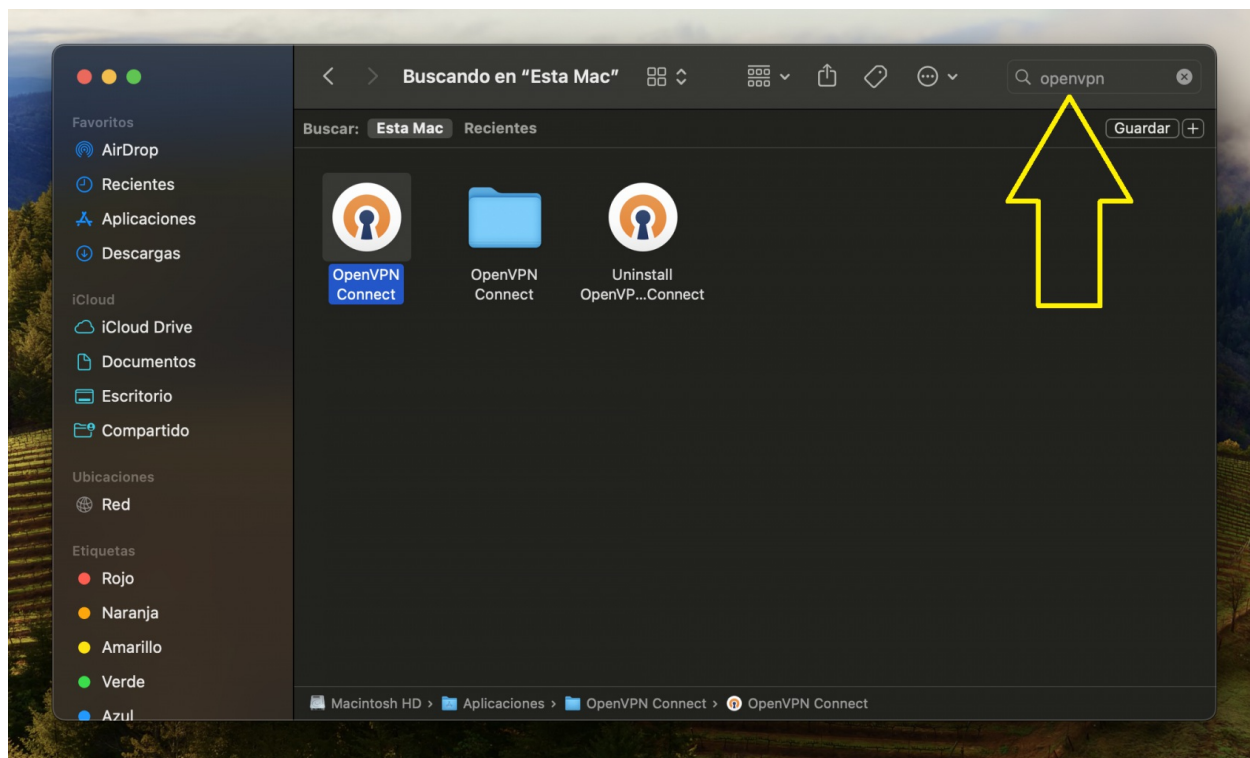 Buscando en “Esta Mac”
openvpn
Favoritos
AirDrop
Recientes
Aplicaciones
Descargas
iCloud
iCloud Drive
Documentos
Escritorio
Compartido
Ubicaciones
Red
Etiquetas
Rojo
Naranja
Amarillo
Verde
Azul
Buscar: Esta Mac Recientes
Guardar
OpenVPN
Connect
OpenVPN
Connect
Uninstall
OpenVP...Connect
Macintosh HD › Aplicaciones › OpenVPN Connect › OpenVPN Connect